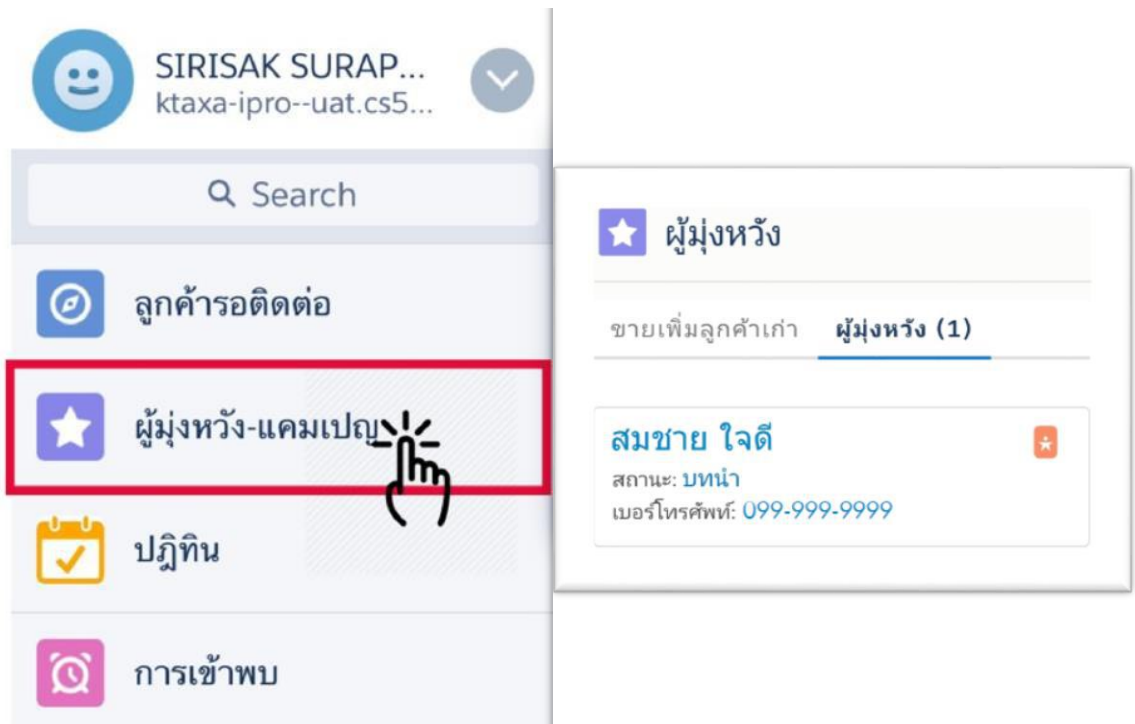 SIRISAK SURAP...
ktaxa-ipro--uat.cs5...
Search
ลูกค้ารอติดต่อ
ผู้มุ่งหวัง-แคมเปญ
ปฎิทิน
การเข้าพบ
ผู้มุ่งหวัง
ขายเพิ่มลูกค้าเก่า ผู้มุ่งหวัง (1)
สมชาย ใจดี
สถานะ: บทนำ
เบอร์โทรศัพท์: 099-999-9999